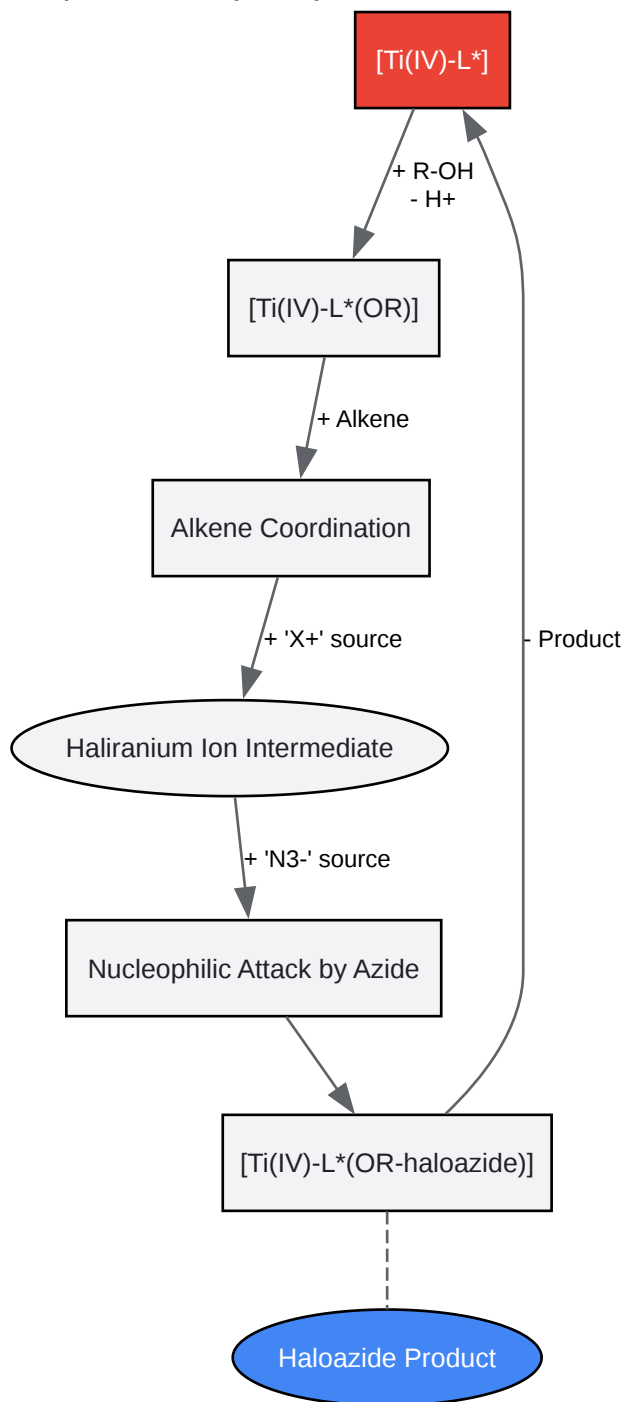 [Ti(IV)-L*]
+ R-OH
- H+
[Ti(IV)-L*(OR)]
+ Alkene
Alkene Coordination
+ 'X+' source
- Product
Haliranium Ion Intermediate
+ 'N3-' source
Nucleophilic Attack by Azide
[Ti(IV)-L*(OR-haloazide)]
Haloazide Product